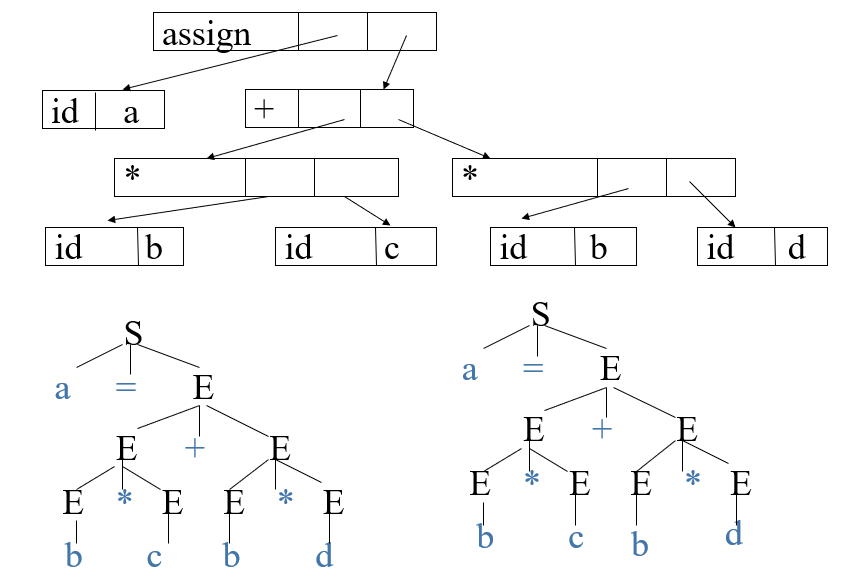 assign
id a +
* *
id b id c id b id d
S S
a = E a = E
E + E E + E
E * E E * E E * E E * E
b c b d b c b d